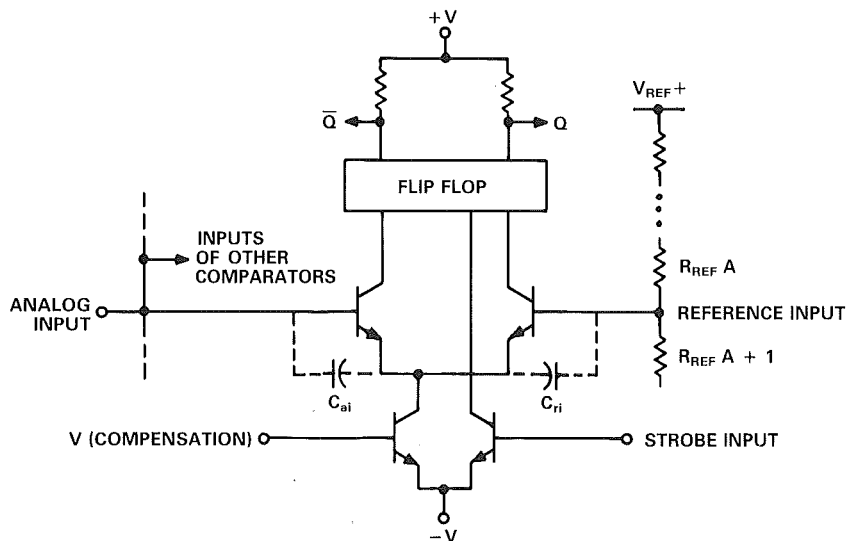 +V
V_REF+
Q̅
Q
FLIP FLOP
INPUTS
OF OTHER
COMPARATORS
R_REF A
ANALOG
INPUT
REFERENCE INPUT
R_REF A + 1
C_ai
C_ri
V (COMPENSATION)
STROBE INPUT
−V